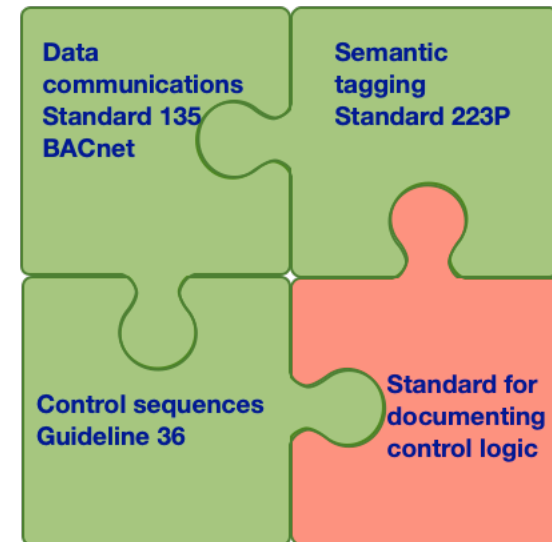 Data
communications
Standard 135
BACnet
Semantic
tagging
Standard 223P
Control sequences
Guideline 36
Standard for
documenting
control logic